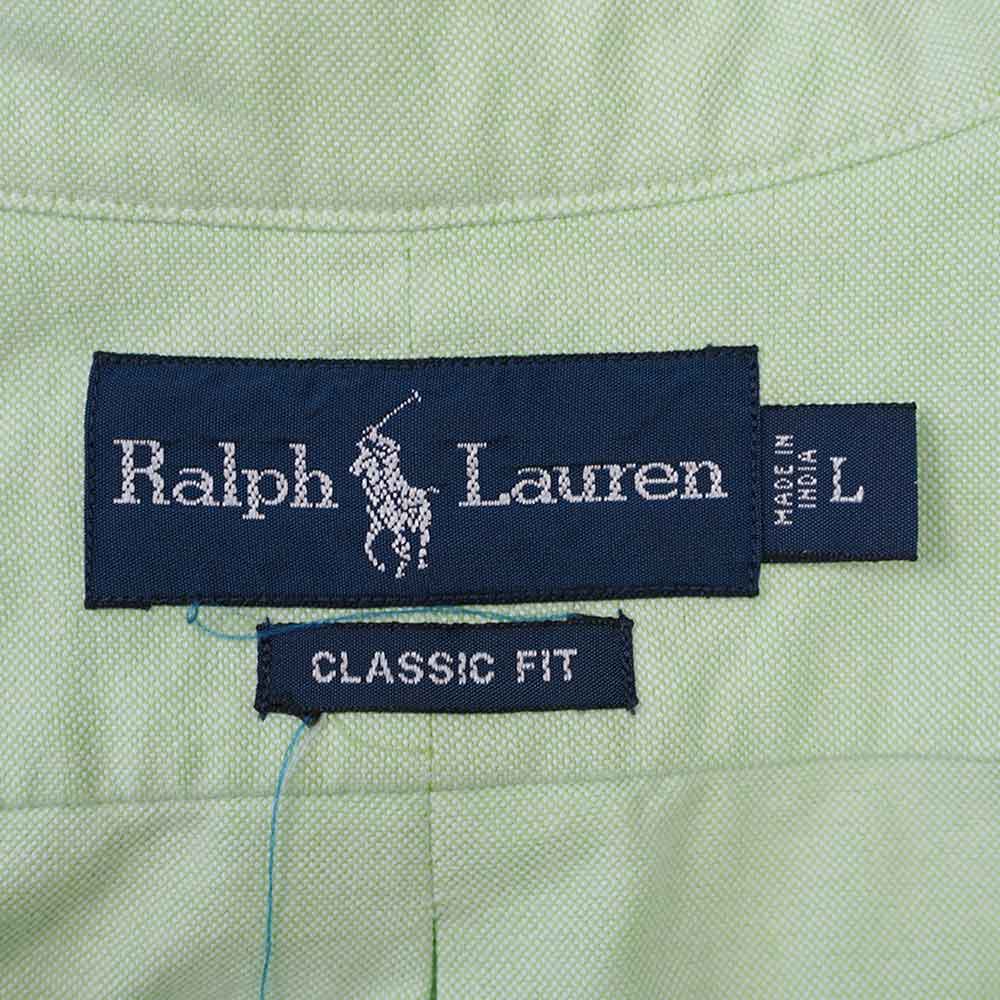 Ralph Lauren
MADE IN
INDIA
L
CLASSIC FIT